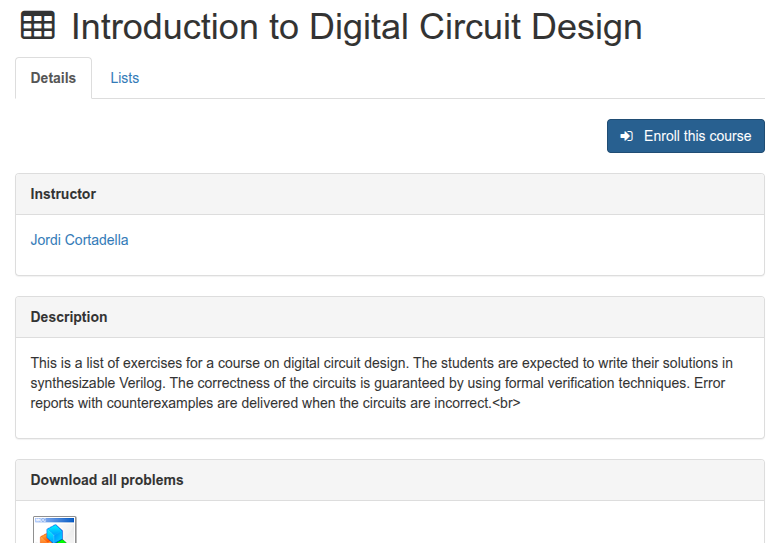 Introduction to Digital Circuit Design
Details
Lists
Enroll this course
Instructor
Jordi Cortadella
Description
This is a list of exercises for a course on digital circuit design. The students are expected to write their solutions in
synthesizable Verilog. The correctness of the circuits is guaranteed by using formal verification techniques. Error
reports with counterexamples are delivered when the circuits are incorrect.<br>
Download all problems